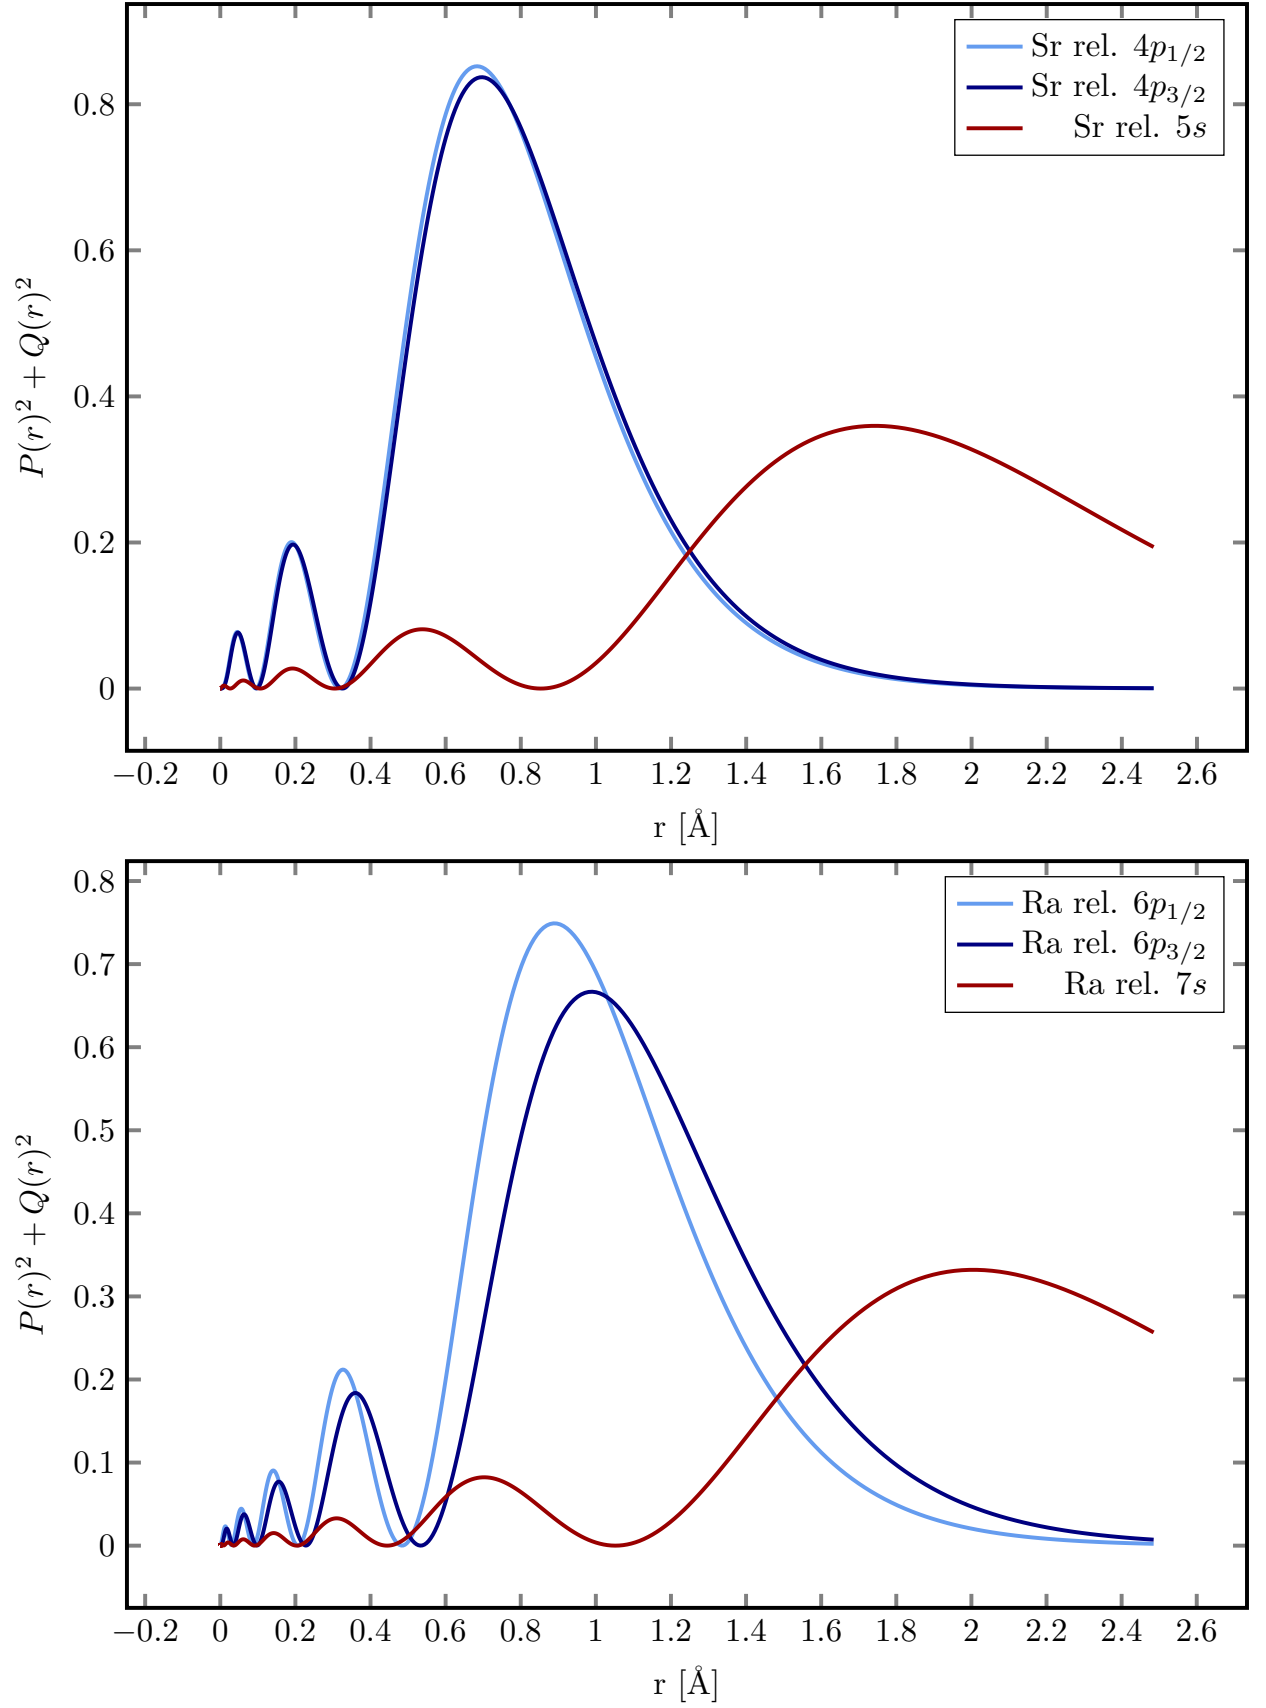 Sr rel. 4p1/2
Sr rel. 4p3/2
Sr rel. 5s
0.8
0.6
0.4
0.2
0
P(r)² + Q(r)²
−0.2 0 0.2 0.4 0.6 0.8 1 1.2 1.4 1.6 1.8 2 2.2 2.4 2.6
r [Å]
Ra rel. 6p1/2
Ra rel. 6p3/2
Ra rel. 7s
0.8
0.7
0.6
0.5
0.4
0.3
0.2
0.1
0
P(r)² + Q(r)²
−0.2 0 0.2 0.4 0.6 0.8 1 1.2 1.4 1.6 1.8 2 2.2 2.4 2.6
r [Å]